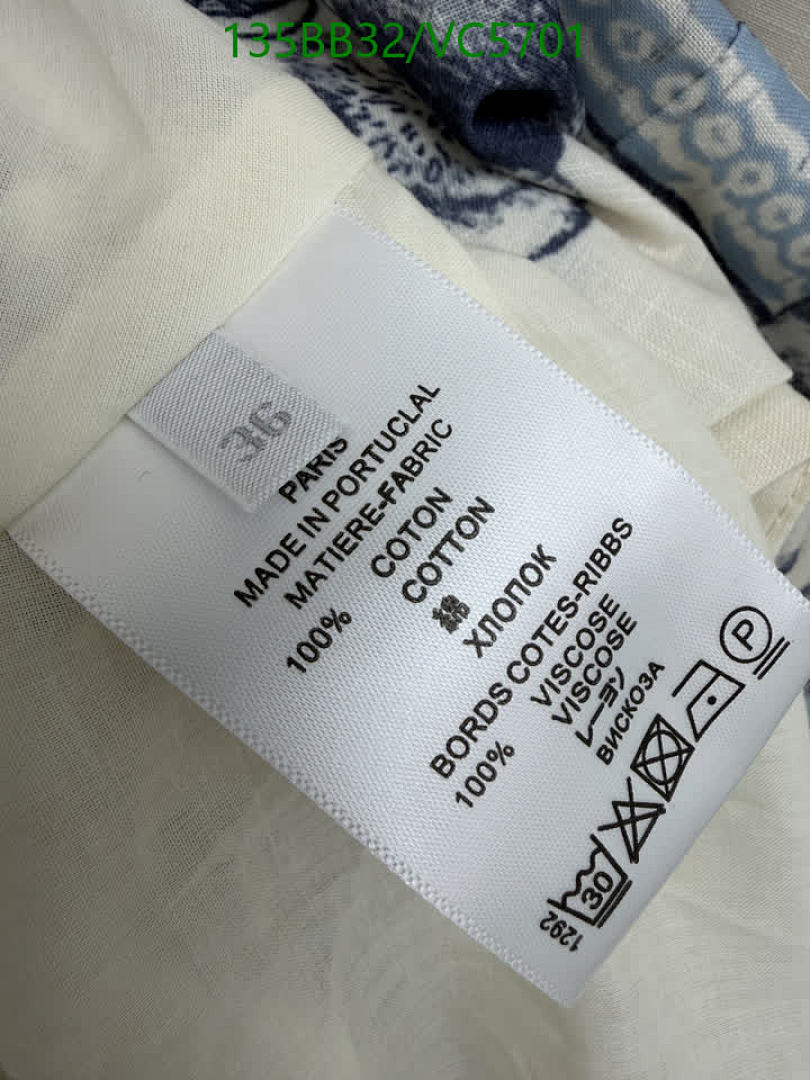 135BB32/VC5701
36
PARIS
MADE IN PORTUCLAL
MATIERE-FABRIC
100% COTON
COTTON
綿
ХЛОПОК
BORDS COTES-RIBBS
100% VISCOSE
VISCOSE
レーヨン
ВИСКОЗА
P
30
1292